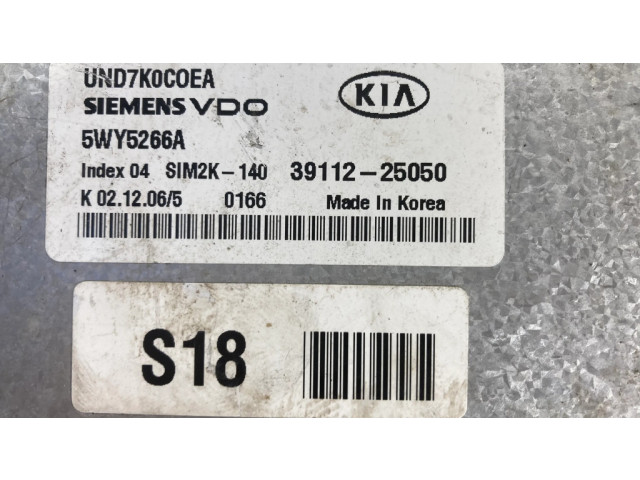 UND7K0C0EA
SIEMENS VDO
KIA
5WY5266A
Index 04 SIM2K-140 39112-25050
K 02.12.06/5 0166 Made In Korea
S18